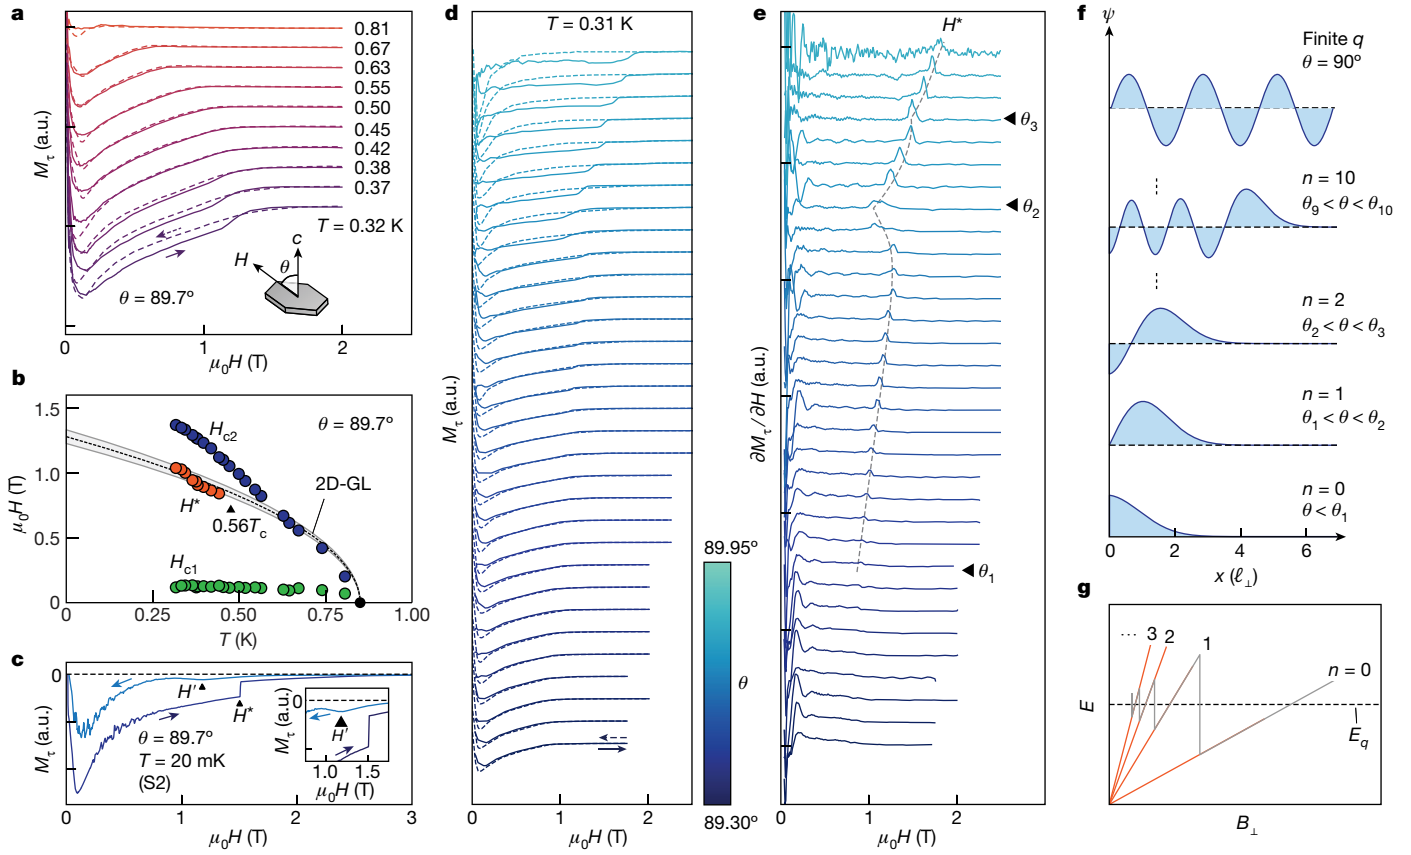 a
M_τ (a.u.)
0.81
0.67
0.63
0.55
0.50
0.45
0.42
0.38
0.37
T = 0.32 K
c
H
θ
θ = 89.7°
0
1
2
μ₀H (T)
b
μ₀H (T)
1.5
1.0
0.5
0
θ = 89.7°
H_c2
2D-GL
H*
0.56T_c
H_c1
0
0.25
0.50
0.75
1.00
T (K)
c
M_τ (a.u.)
0
H′
H*
θ = 89.7°
T = 20 mK
(S2)
M_τ (a.u.)
0
H′
1.0
1.5
μ₀H (T)
0
1
2
3
μ₀H (T)
d
T = 0.31 K
M_τ (a.u.)
0
1
2
μ₀H (T)
89.95°
θ
89.30°
e
H*
θ₃
θ₂
θ₁
∂M_τ / ∂H (a.u.)
0
1
2
μ₀H (T)
f
ψ
Finite q
θ = 90°
n = 10
θ₉ < θ < θ₁₀
n = 2
θ₂ < θ < θ₃
n = 1
θ₁ < θ < θ₂
n = 0
θ < θ₁
0
2
4
6
x (ℓ⊥)
g
E
... 3 2
1
n = 0
E_q
B⊥